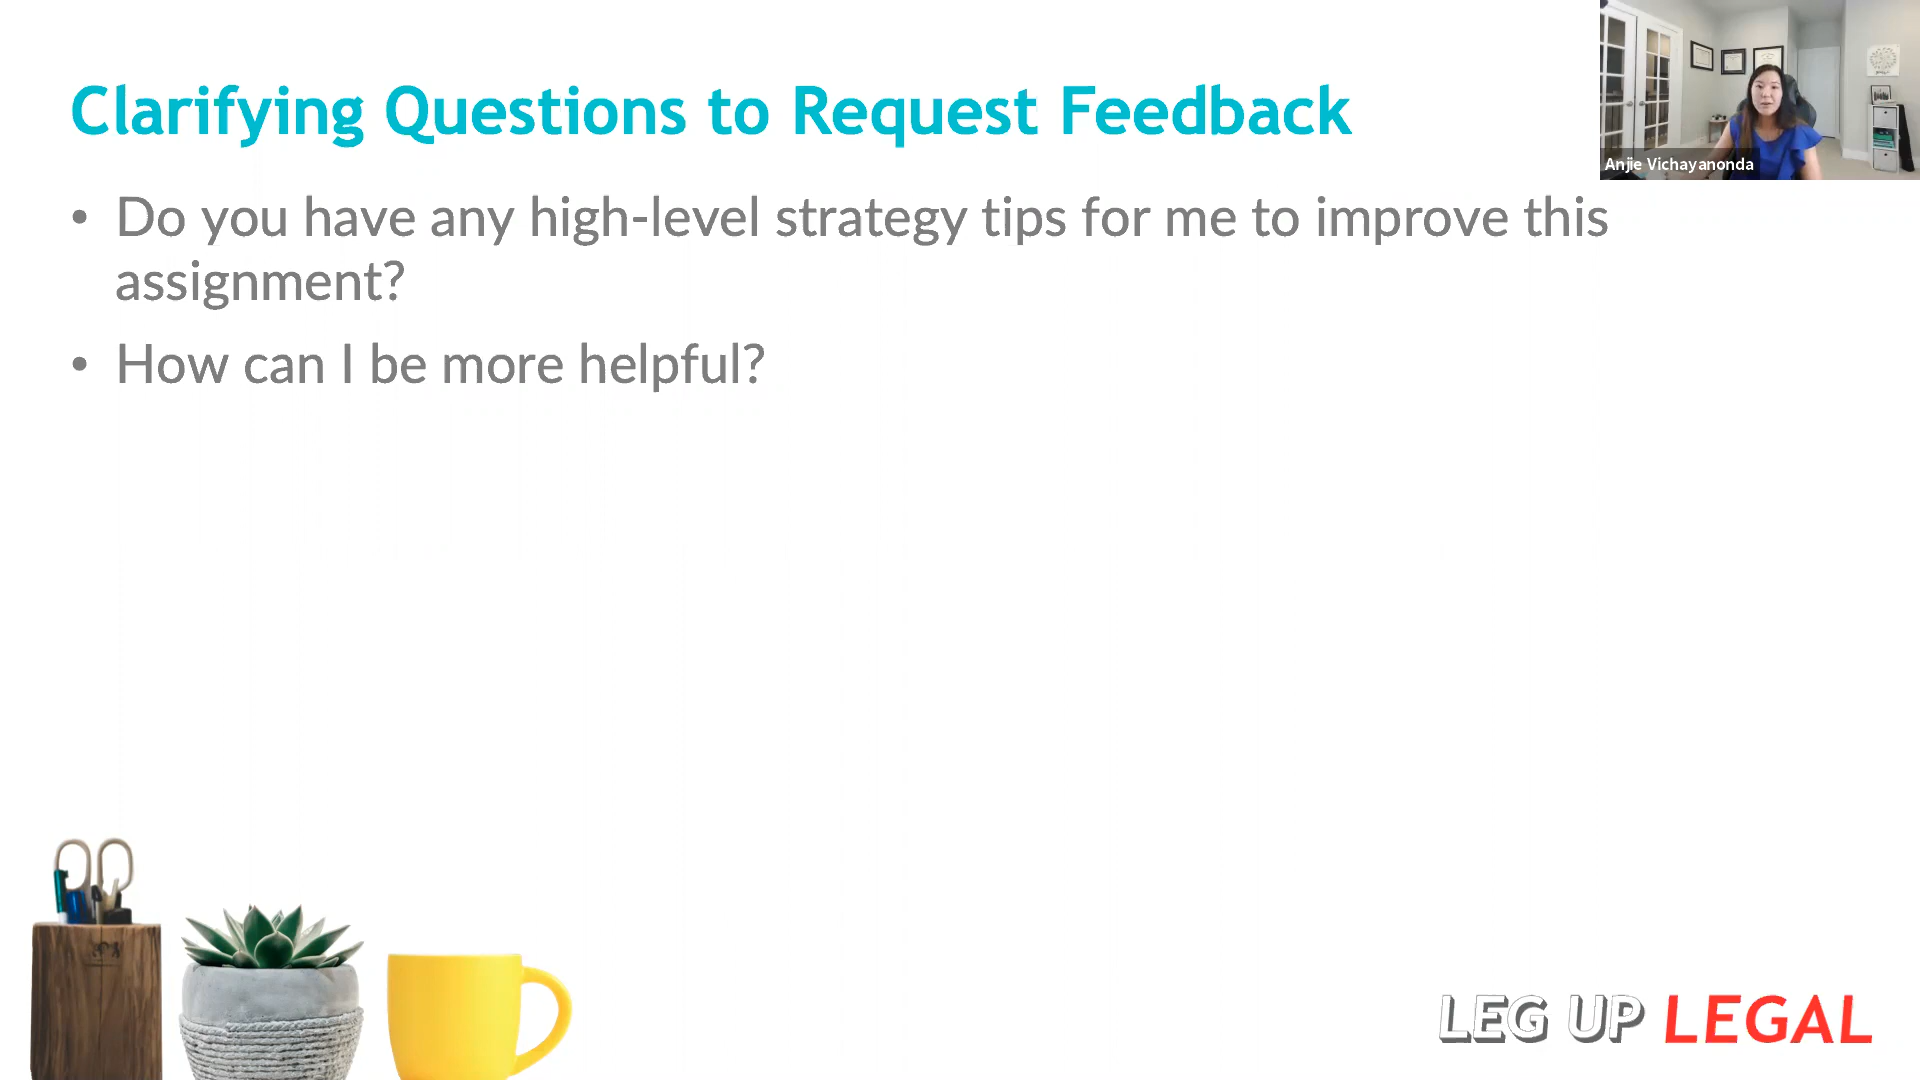 Clarifying Questions to Request Feedback
Anjie Vichayanonda
• Do you have any high-level strategy tips for me to improve this
assignment?
• How can I be more helpful?
LEG UP LEGAL